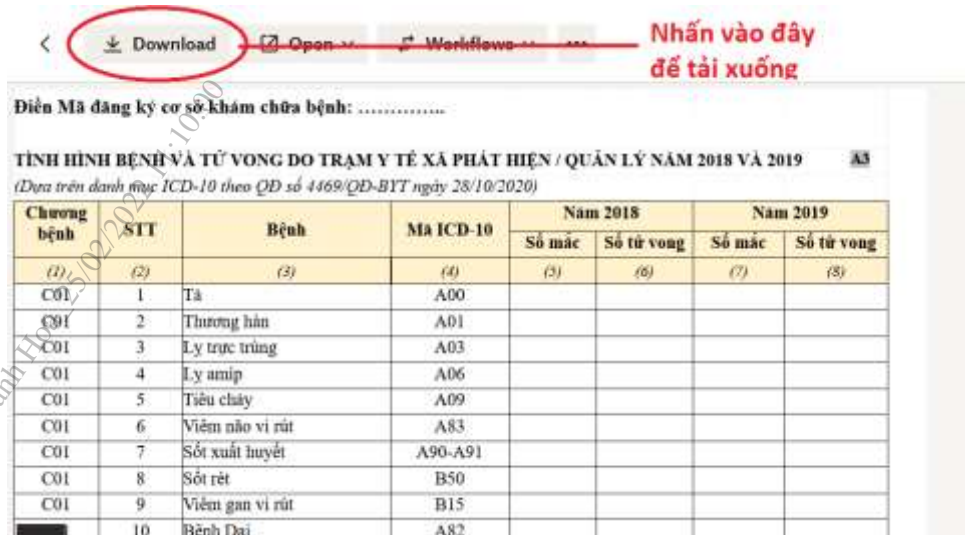 Download Open Workflows ...
Nhấn vào đây
để tải xuống
Điền Mã đăng ký cơ sở khám chữa bệnh: ..............
TÌNH HÌNH BỆNH VÀ TỬ VONG DO TRẠM Y TẾ XÃ PHÁT HIỆN / QUẢN LÝ NĂM 2018 VÀ 2019 A3
(Dựa trên danh mục ICD-10 theo QĐ số 4469/QĐ-BYT ngày 28/10/2020)
Chương bệnh STT Bệnh Mã ICD-10 Năm 2018 Năm 2019
Số mắc Số tử vong Số mắc Số tử vong
(1) (2) (3) (4) (5) (6) (7) (8)
C01 1 Tả A00
C01 2 Thương hàn A01
C01 3 Lỵ trực trùng A03
C01 4 Lỵ amíp A06
C01 5 Tiêu chảy A09
C01 6 Viêm não vi rút A83
C01 7 Sốt xuất huyết A90-A91
C01 8 Sốt rét B50
C01 9 Viêm gan vi rút B15
10 Bệnh Dại A82